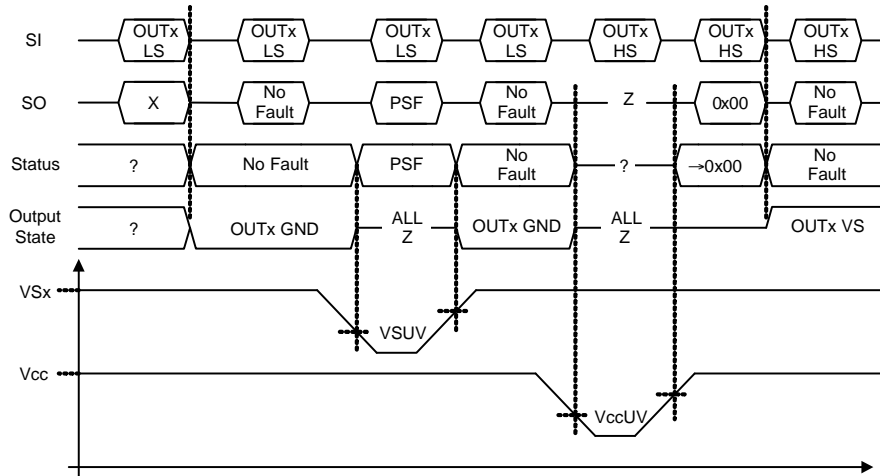 SI
OUTx
LS
OUTx
LS
OUTx
LS
OUTx
LS
OUTx
HS
OUTx
HS
OUTx
HS
SO
X
No
Fault
PSF
No
Fault
Z
0x00
No
Fault
Status
?
No Fault
PSF
No
Fault
?
→0x00
No
Fault
Output
State
?
OUTx GND
ALL
Z
OUTx GND
ALL
Z
OUTx VS
VSx
VSUV
Vcc
VccUV